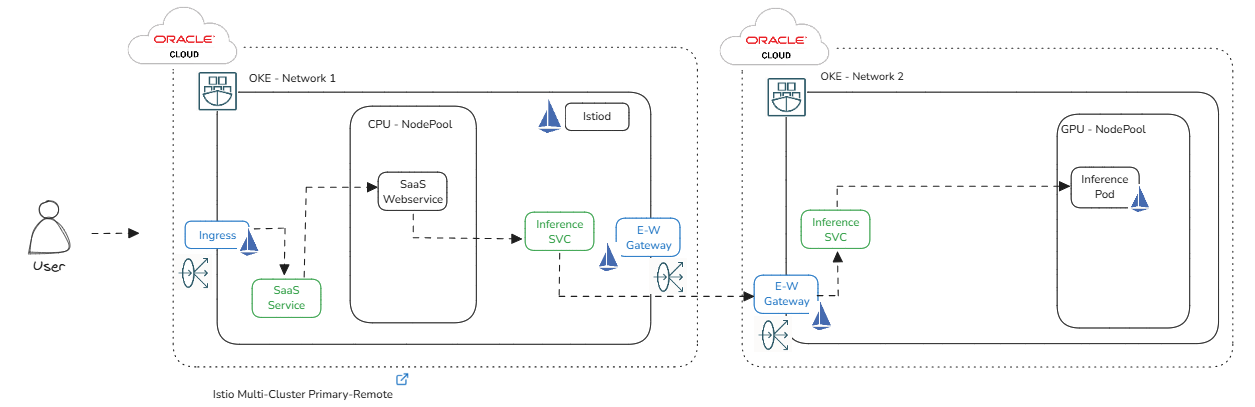 ORACLE
CLOUD
OKE - Network 1
CPU - NodePool
Istiod
SaaS
Webservice
Ingress
SaaS
Service
Inference
SVC
E-W
Gateway
User
Istio Multi-Cluster Primary-Remote
ORACLE
CLOUD
OKE - Network 2
GPU - NodePool
Inference
Pod
Inference
SVC
E-W
Gateway